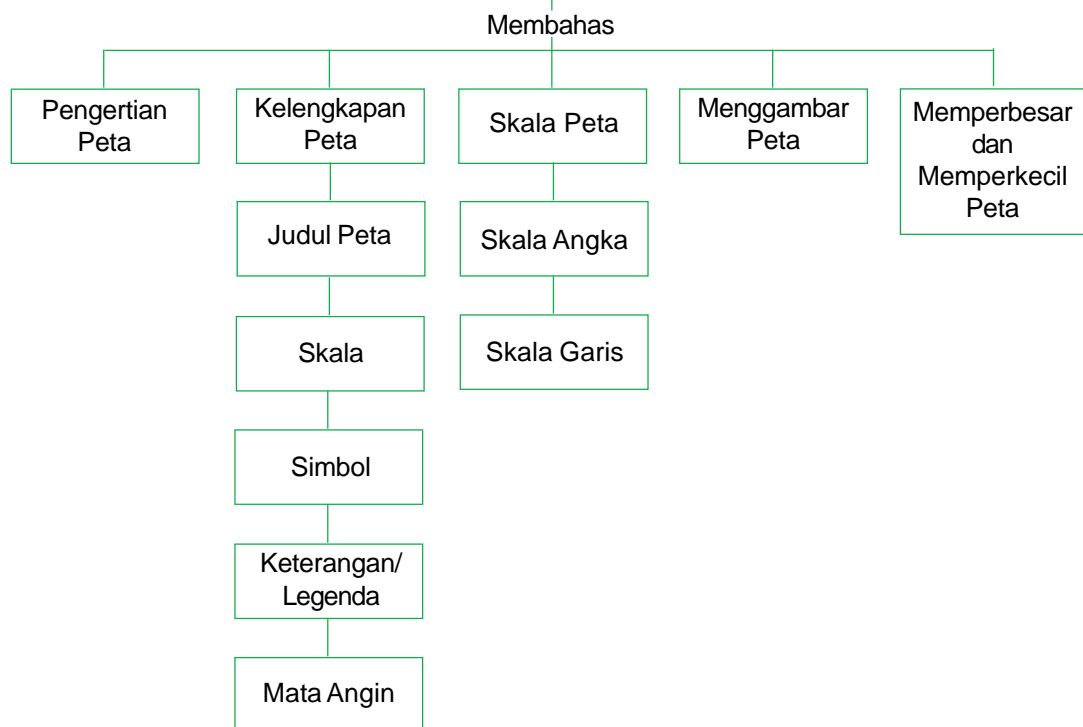 Membahas
Pengertian
Peta
Kelengkapan
Peta
Judul Peta
Skala
Simbol
Keterangan/
Legenda
Mata Angin
Skala Peta
Skala Angka
Skala Garis
Menggambar
Peta
Memperbesar
dan
Memperkecil
Peta